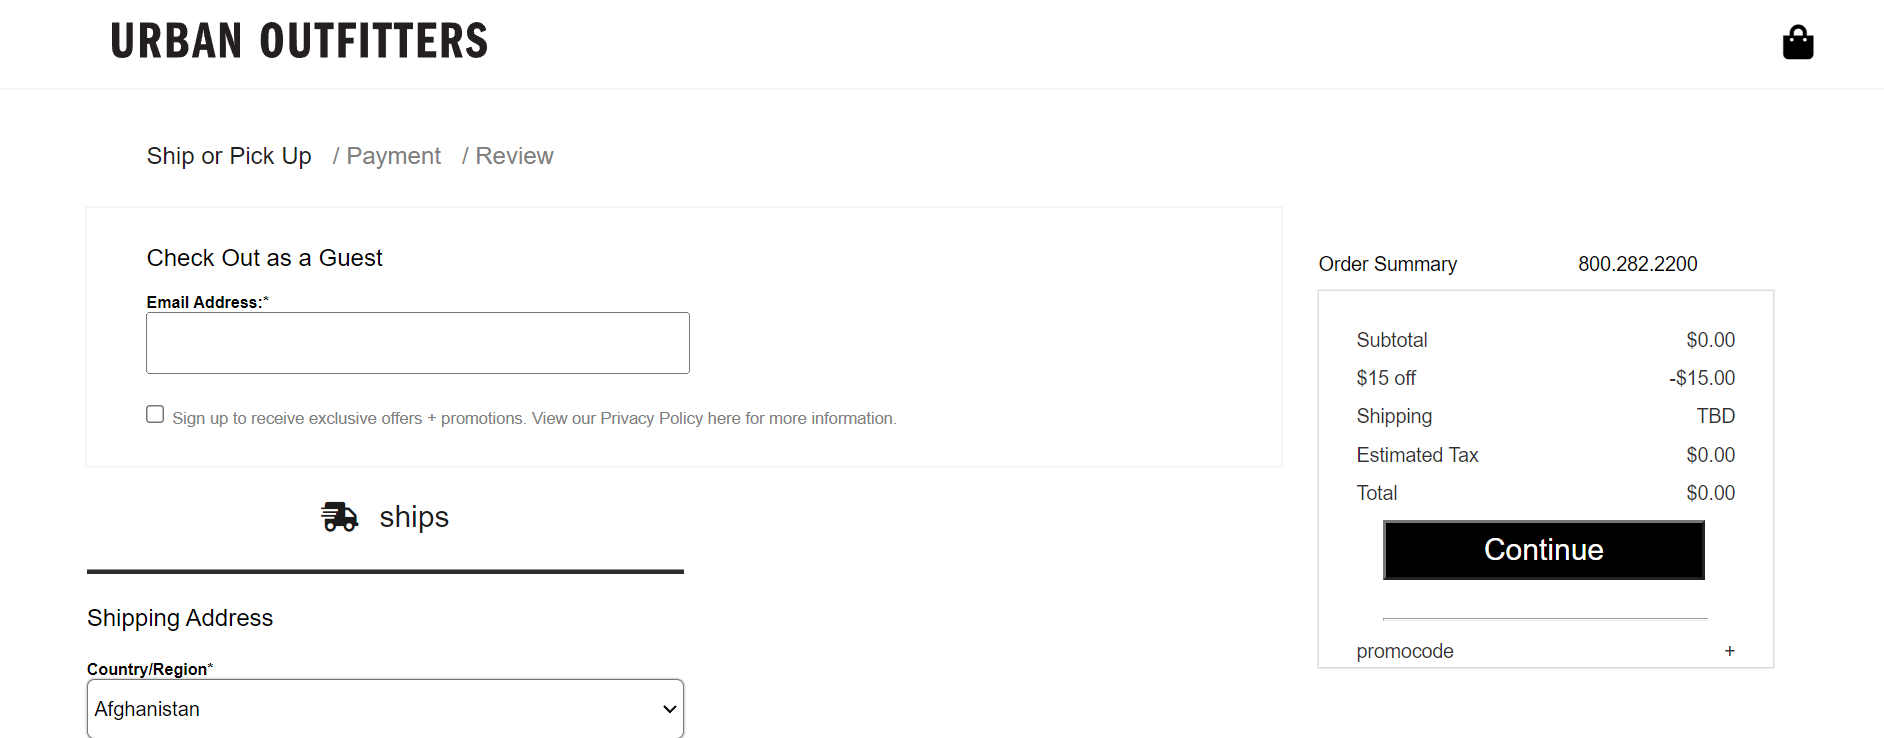 URBAN OUTFITTERS
Ship or Pick Up / Payment / Review
Check Out as a Guest
Email Address:*
Sign up to receive exclusive offers + promotions. View our Privacy Policy here for more information.
ships
Shipping Address
Country/Region*
Afghanistan
Order Summary 800.282.2200
Subtotal $0.00
$15 off -$15.00
Shipping TBD
Estimated Tax $0.00
Total $0.00
Continue
promocode +